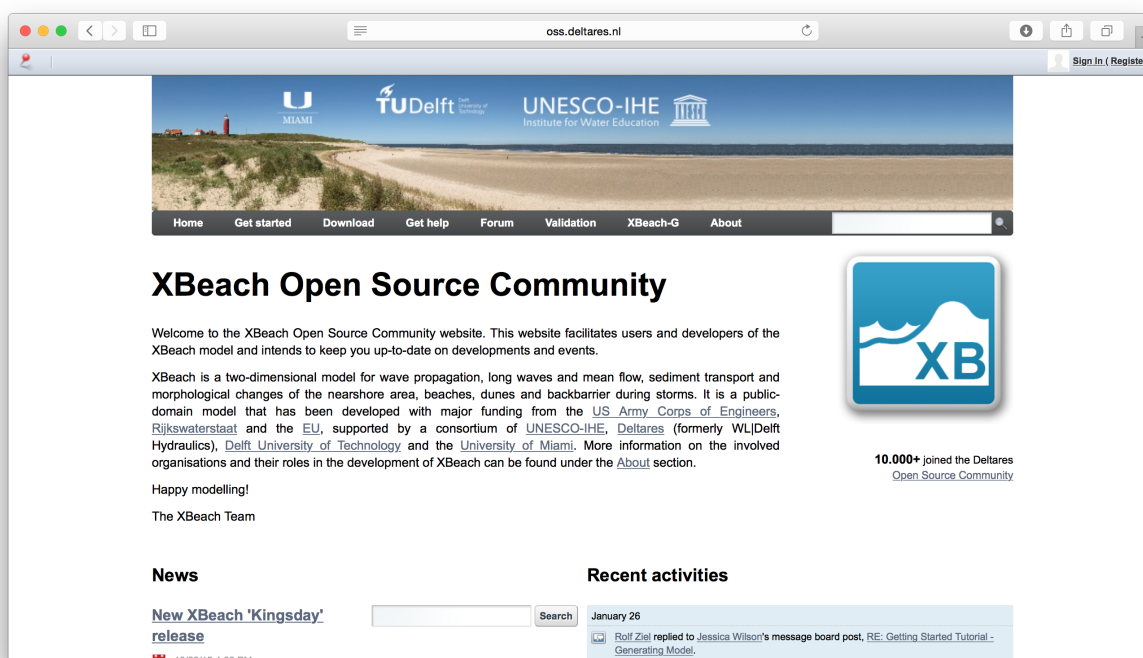 oss.deltares.nl
Sign In ( Registe
U
MIAMI
TUDelft Delft University of Technology
UNESCO-IHE
Institute for Water Education
Home Get started Download Get help Forum Validation XBeach-G About
XBeach Open Source Community
Welcome to the XBeach Open Source Community website. This website facilitates users and developers of the
XBeach model and intends to keep you up-to-date on developments and events.
XBeach is a two-dimensional model for wave propagation, long waves and mean flow, sediment transport and
morphological changes of the nearshore area, beaches, dunes and backbarrier during storms. It is a public-
domain model that has been developed with major funding from the US Army Corps of Engineers,
Rijkswaterstaat and the EU, supported by a consortium of UNESCO-IHE, Deltares (formerly WL|Delft
Hydraulics), Delft University of Technology and the University of Miami. More information on the involved
organisations and their roles in the development of XBeach can be found under the About section.
Happy modelling!
The XBeach Team
XB
10.000+ joined the Deltares
Open Source Community
News
New XBeach 'Kingsday'
release
Search
Recent activities
January 26
Rolf Ziel replied to Jessica Wilson's message board post, RE: Getting Started Tutorial -
Generating Model.